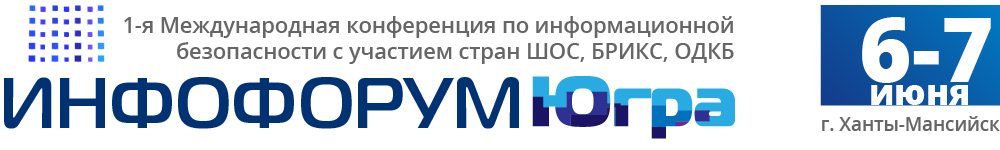 1-я Международная конференция по информационной
безопасности с участием стран ШОС, БРИКС, ОДКБ
ИНФОФОРУМ Югра
6-7
июня
г. Ханты-Мансийск